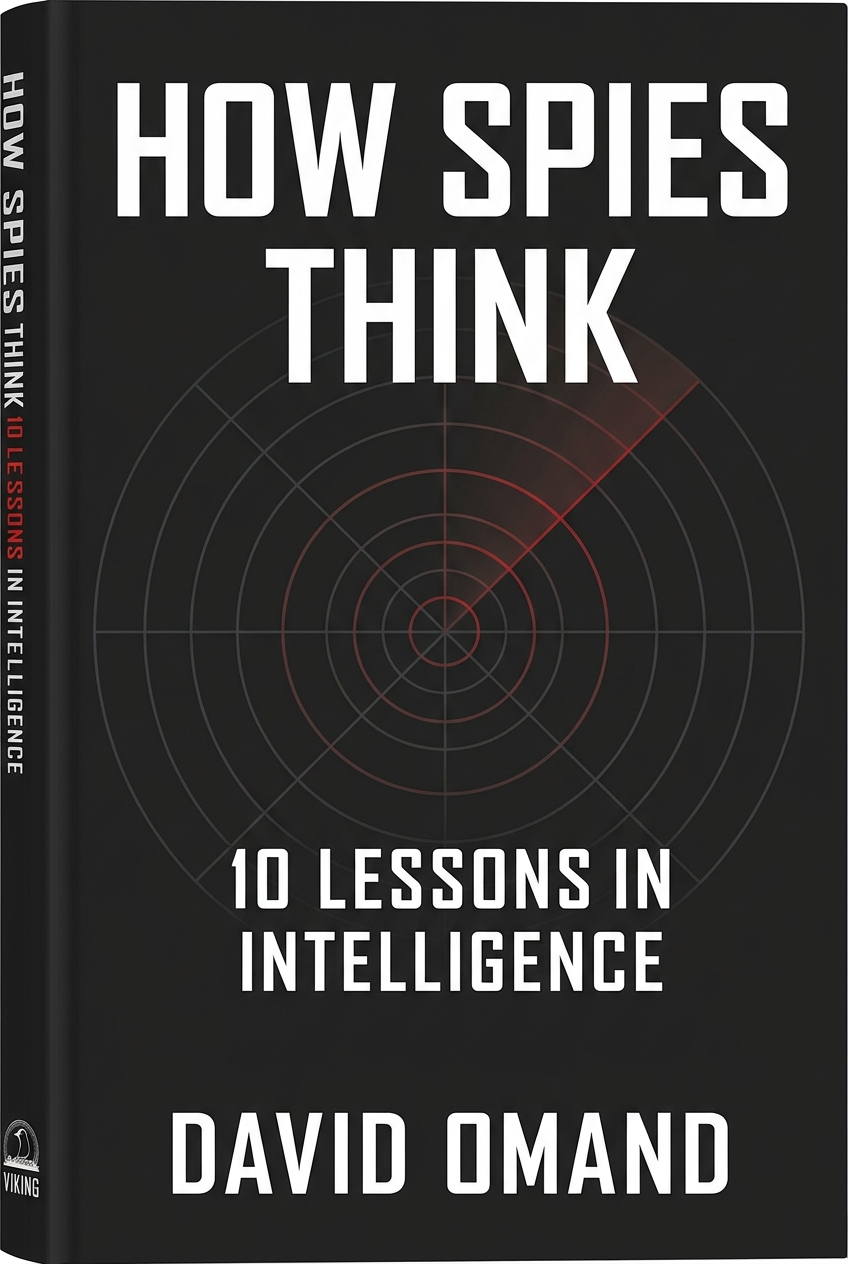 HOW SPIES
THINK
10 LESSONS IN
INTELLIGENCE
DAVID OMAND
HOW SPIES THINK 10 LESSONS IN INTELLIGENCE
VIKING